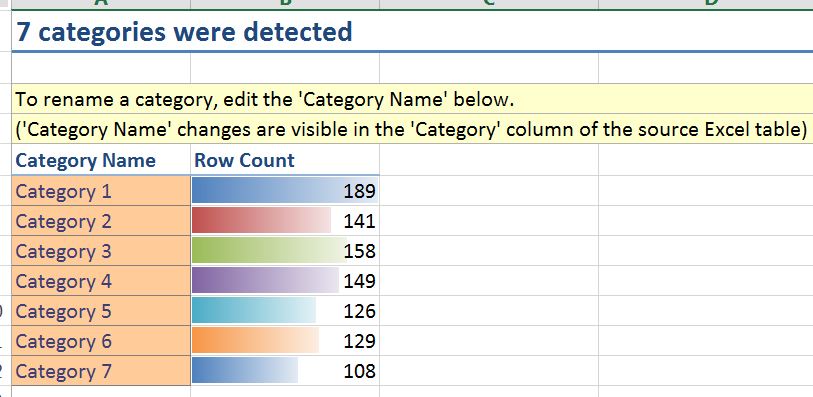 7 categories were detected
To rename a category, edit the 'Category Name' below.
('Category Name' changes are visible in the 'Category' column of the source Excel table)
Category Name Row Count
Category 1 189
Category 2 141
Category 3 158
Category 4 149
Category 5 126
Category 6 129
Category 7 108